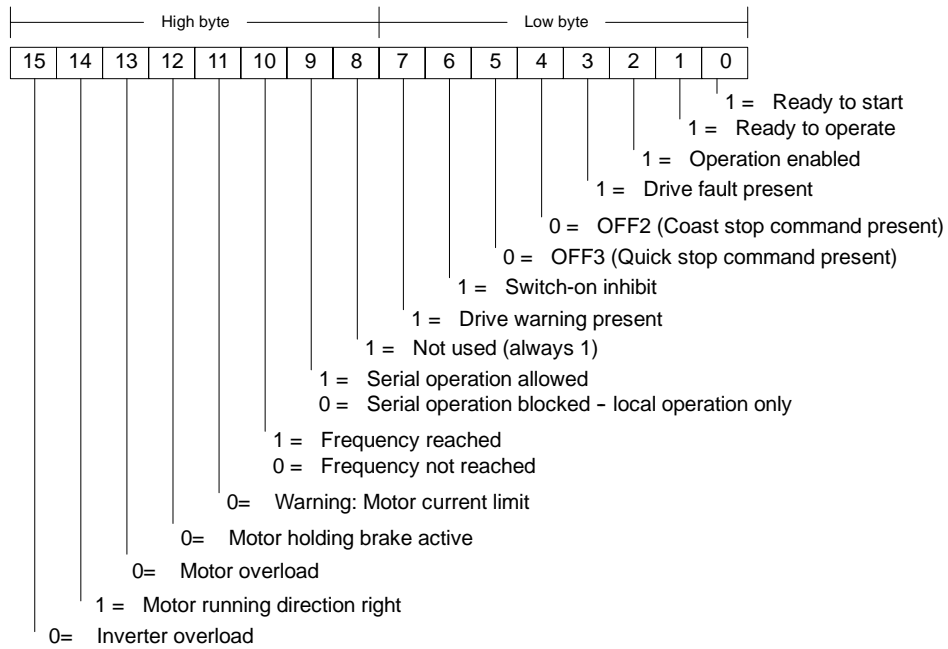 High byte Low byte
15 14 13 12 11 10 9 8 7 6 5 4 3 2 1 0
1 = Ready to start
1 = Ready to operate
1 = Operation enabled
1 = Drive fault present
0 = OFF2 (Coast stop command present)
0 = OFF3 (Quick stop command present)
1 = Switch-on inhibit
1 = Drive warning present
1 = Not used (always 1)
1 = Serial operation allowed
0 = Serial operation blocked - local operation only
1 = Frequency reached
0 = Frequency not reached
0= Warning: Motor current limit
0= Motor holding brake active
0= Motor overload
1 = Motor running direction right
0= Inverter overload